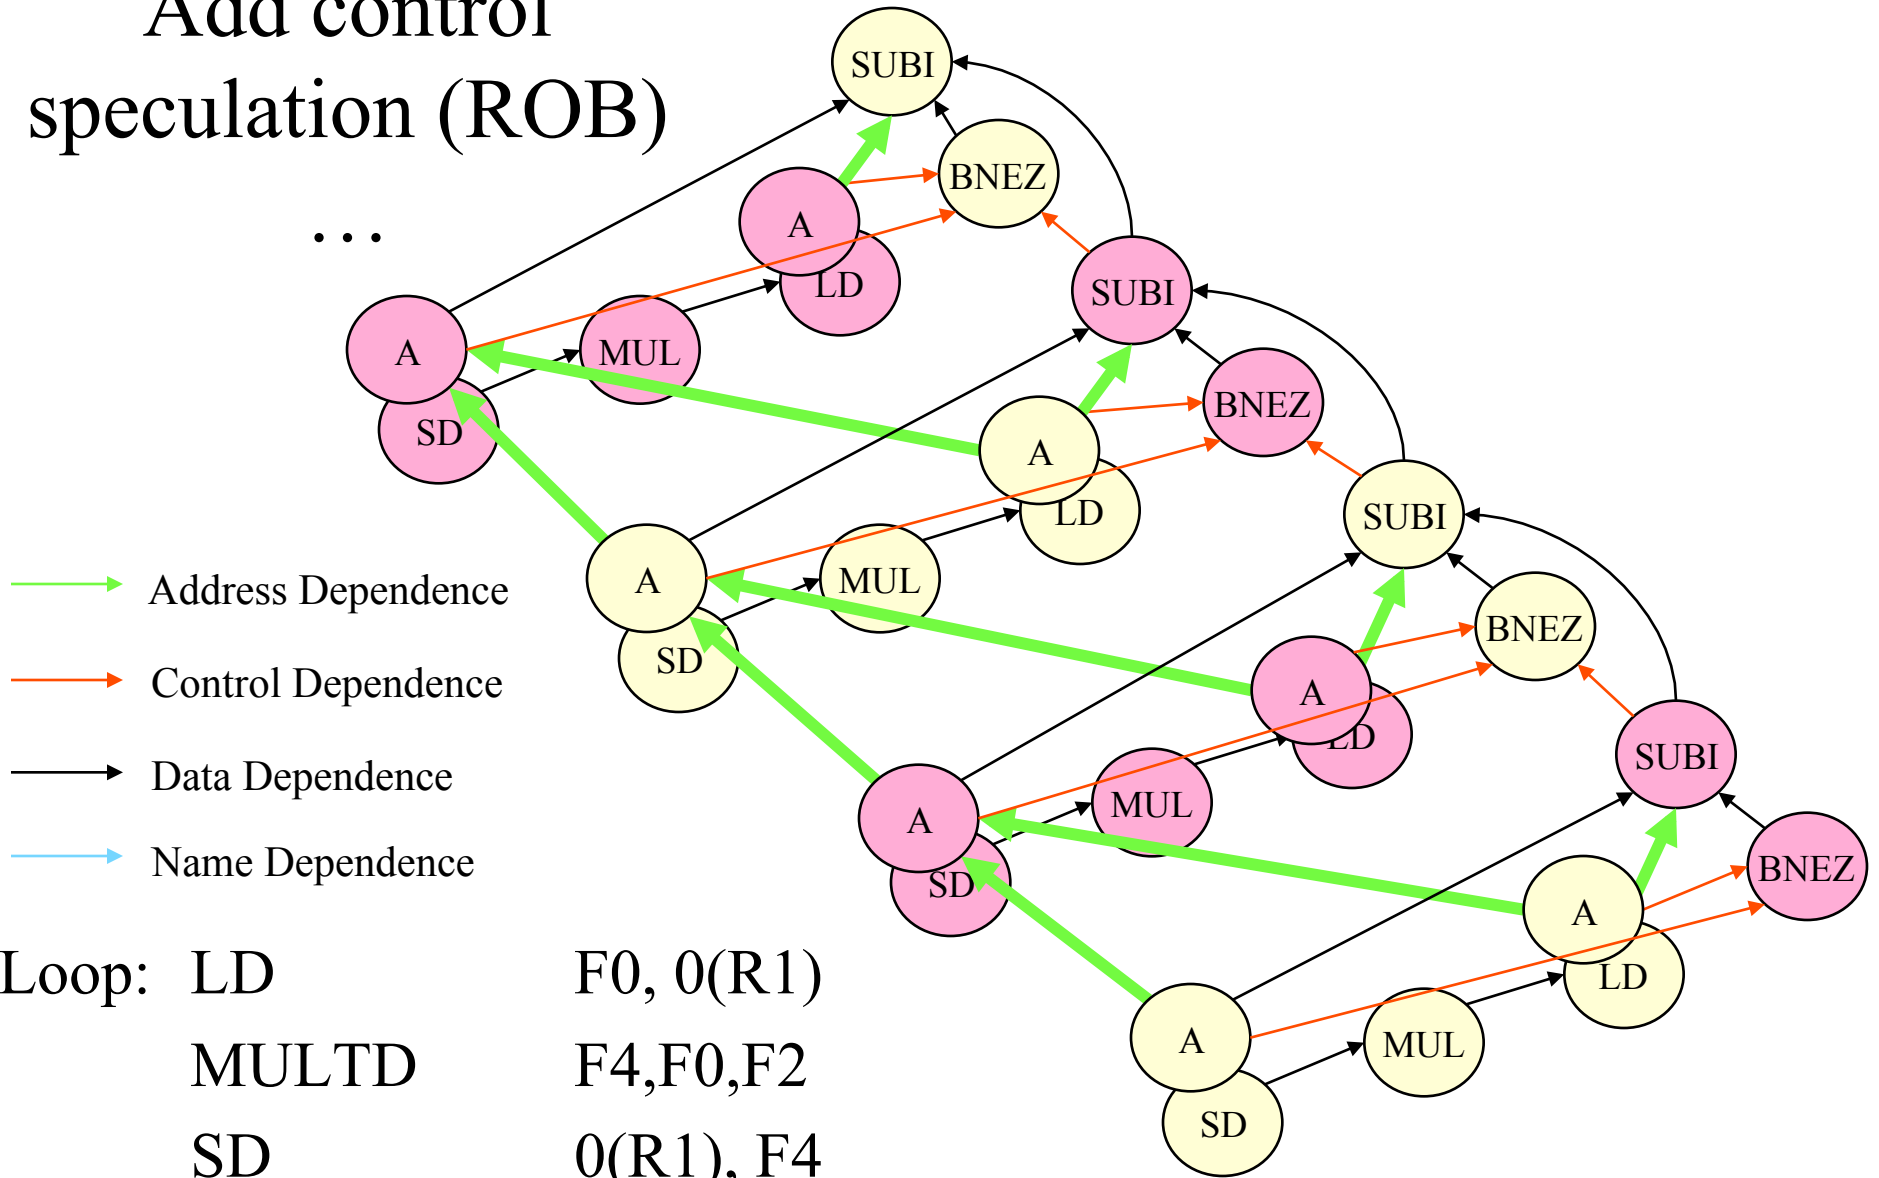 Add control
speculation (ROB)
…
SUBI
BNEZ
A
LD
SUBI
A
MUL
SD
BNEZ
A
LD
SUBI
A
MUL
SD
BNEZ
A
LD
SUBI
A
MUL
SD
BNEZ
A
LD
A
MUL
SD
Address Dependence
Control Dependence
Data Dependence
Name Dependence
Loop: LD F0, 0(R1)
MULTD F4,F0,F2
SD 0(R1), F4